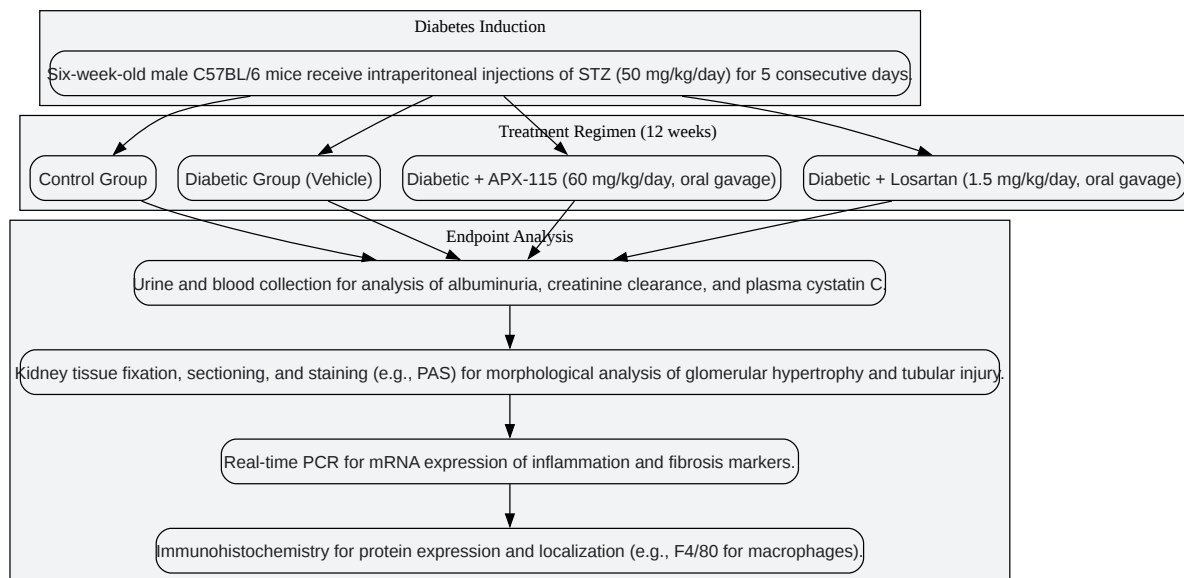 Diabetes Induction
Six-week-old male C57BL/6 mice receive intraperitoneal injections of STZ (50 mg/kg/day) for 5 consecutive days.
Treatment Regimen (12 weeks)
Control Group
Diabetic Group (Vehicle)
Diabetic + APX-115 (60 mg/kg/day, oral gavage)
Diabetic + Losartan (1.5 mg/kg/day, oral gavage)
Endpoint Analysis
Urine and blood collection for analysis of albuminuria, creatinine clearance, and plasma cystatin C.
Kidney tissue fixation, sectioning, and staining (e.g., PAS) for morphological analysis of glomerular hypertrophy and tubular injury.
Real-time PCR for mRNA expression of inflammation and fibrosis markers.
Immunohistochemistry for protein expression and localization (e.g., F4/80 for macrophages).